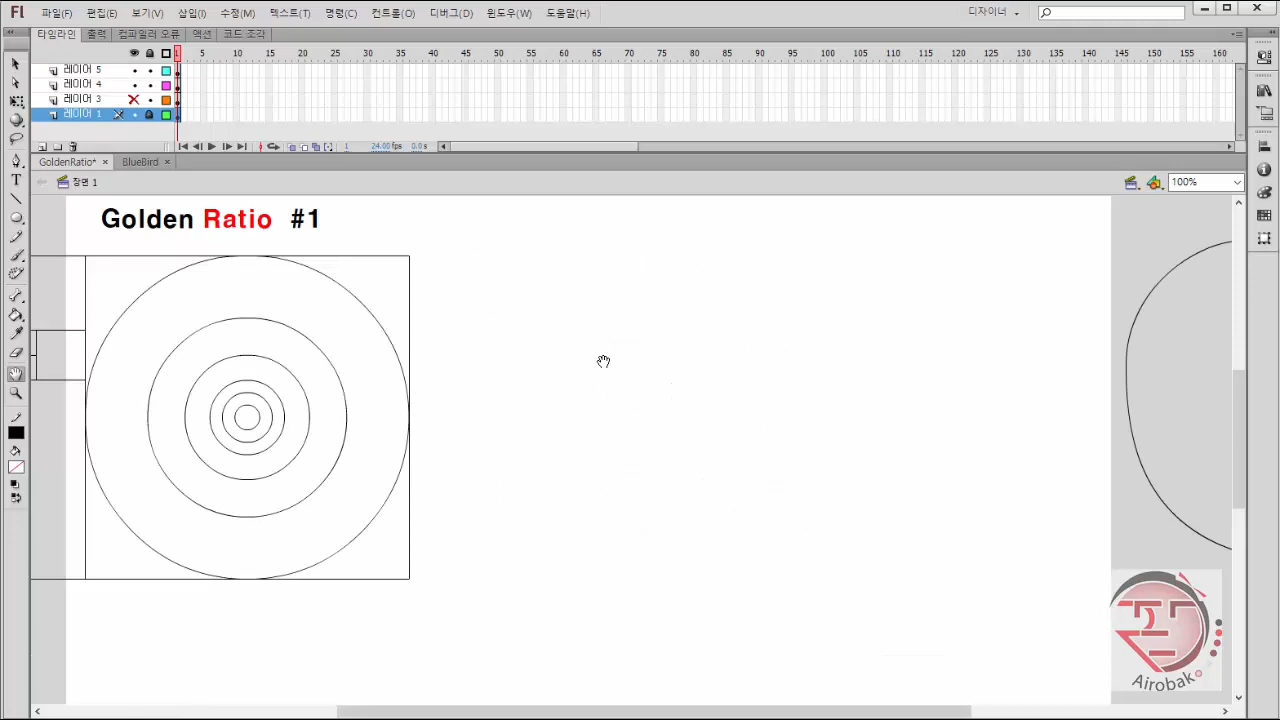 Fl 파일(F) 편집(E) 보기(V) 삽입(I) 수정(M) 텍스트(T) 명령(C) 컨트롤(O) 디버그(D) 윈도우(W) 도움말(H) 디자이너
타임라인 출력 컴파일러 오류 액션 코드 조각
1 5 10 15 20 25 30 35 40 45 50 55 60 65 70 75 80 85 90 95 100 105 110 115 120 125 130 135 140 145 150 155 160
레이어 5
레이어 4
레이어 3
레이어 1
1 24.00 fps 0.0 s
GoldenRatio* BlueBird
장면 1 100%
Golden Ratio #1
Airobak